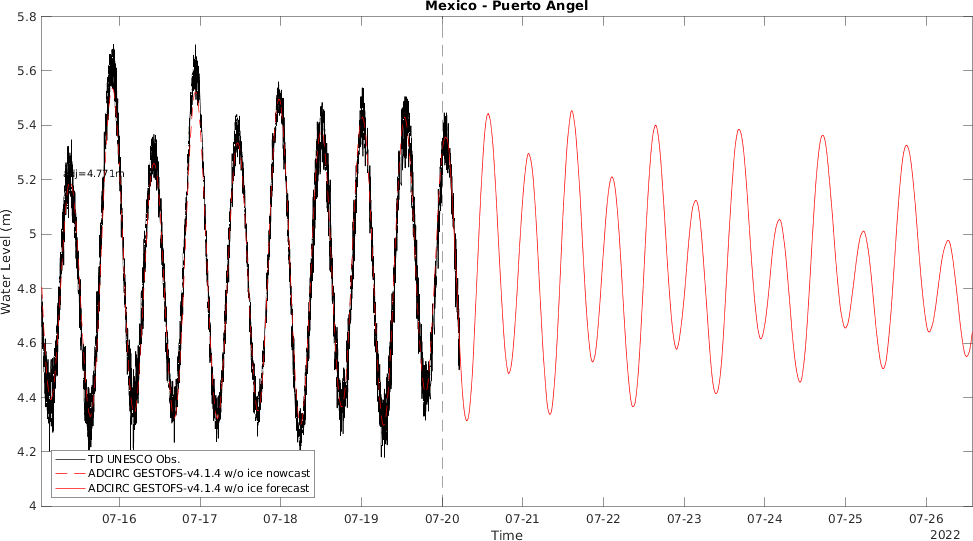 Mexico - Puerto Angel
Water Level (m)
5.8
5.6
5.4
5.2
5
4.8
4.6
4.4
4.2
4
adj=4.771m
TD UNESCO Obs.
ADCIRC GESTOFS-v4.1.4 w/o ice nowcast
ADCIRC GESTOFS-v4.1.4 w/o ice forecast
07-16 07-17 07-18 07-19 07-20 07-21 07-22 07-23 07-24 07-25 07-26
Time
2022